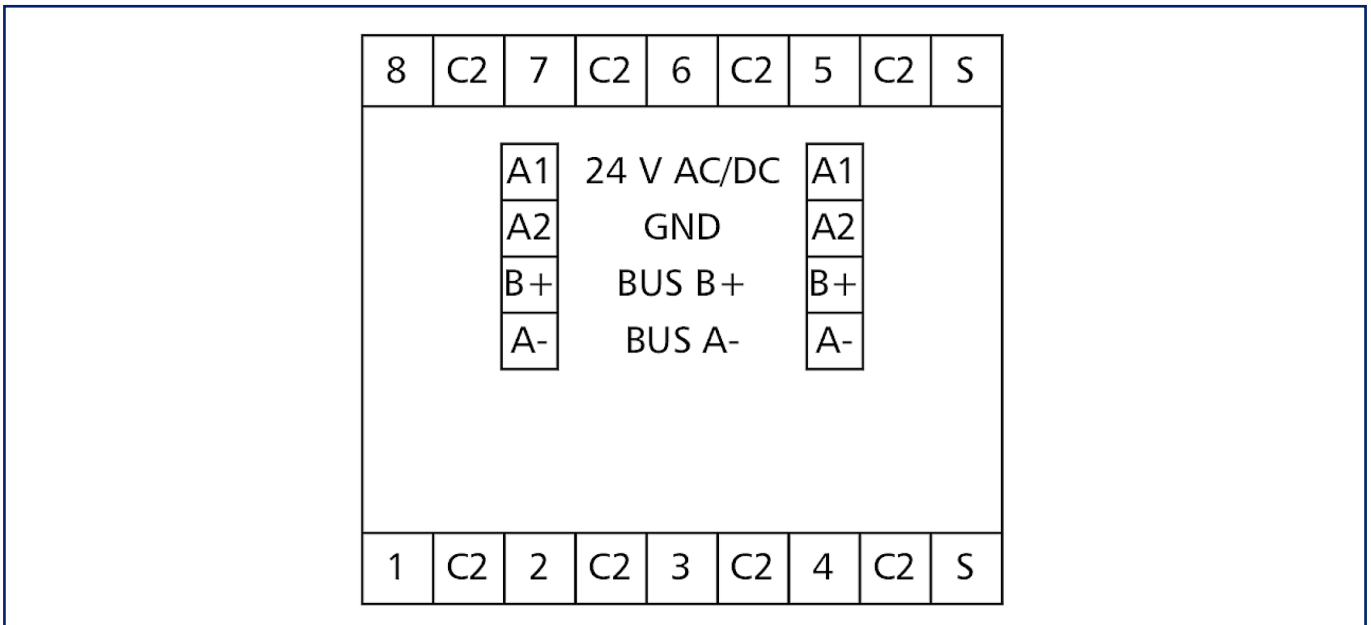 8 C2 7 C2 6 C2 5 C2 S
A1 24 V AC/DC A1
A2 GND A2
B+ BUS B+ B+
A- BUS A- A-
1 C2 2 C2 3 C2 4 C2 S